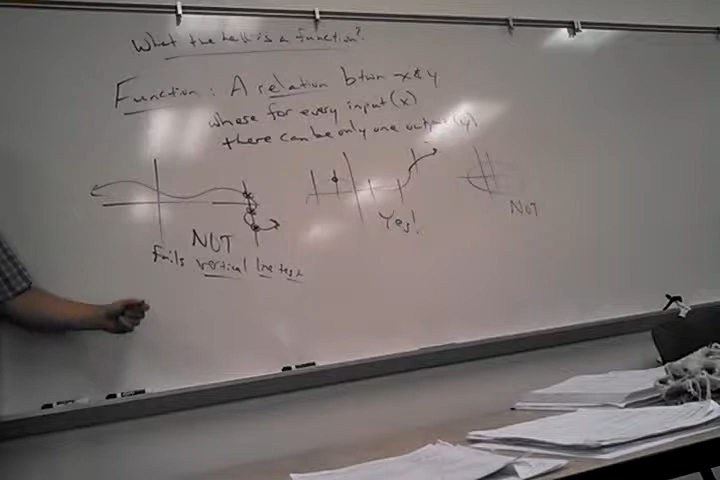 What the hell is a function?
Function: A relation btwn x & y
where for every input (x)
there can be only one output (y)
NOT
Fails vertical line test
Yes!
NOT